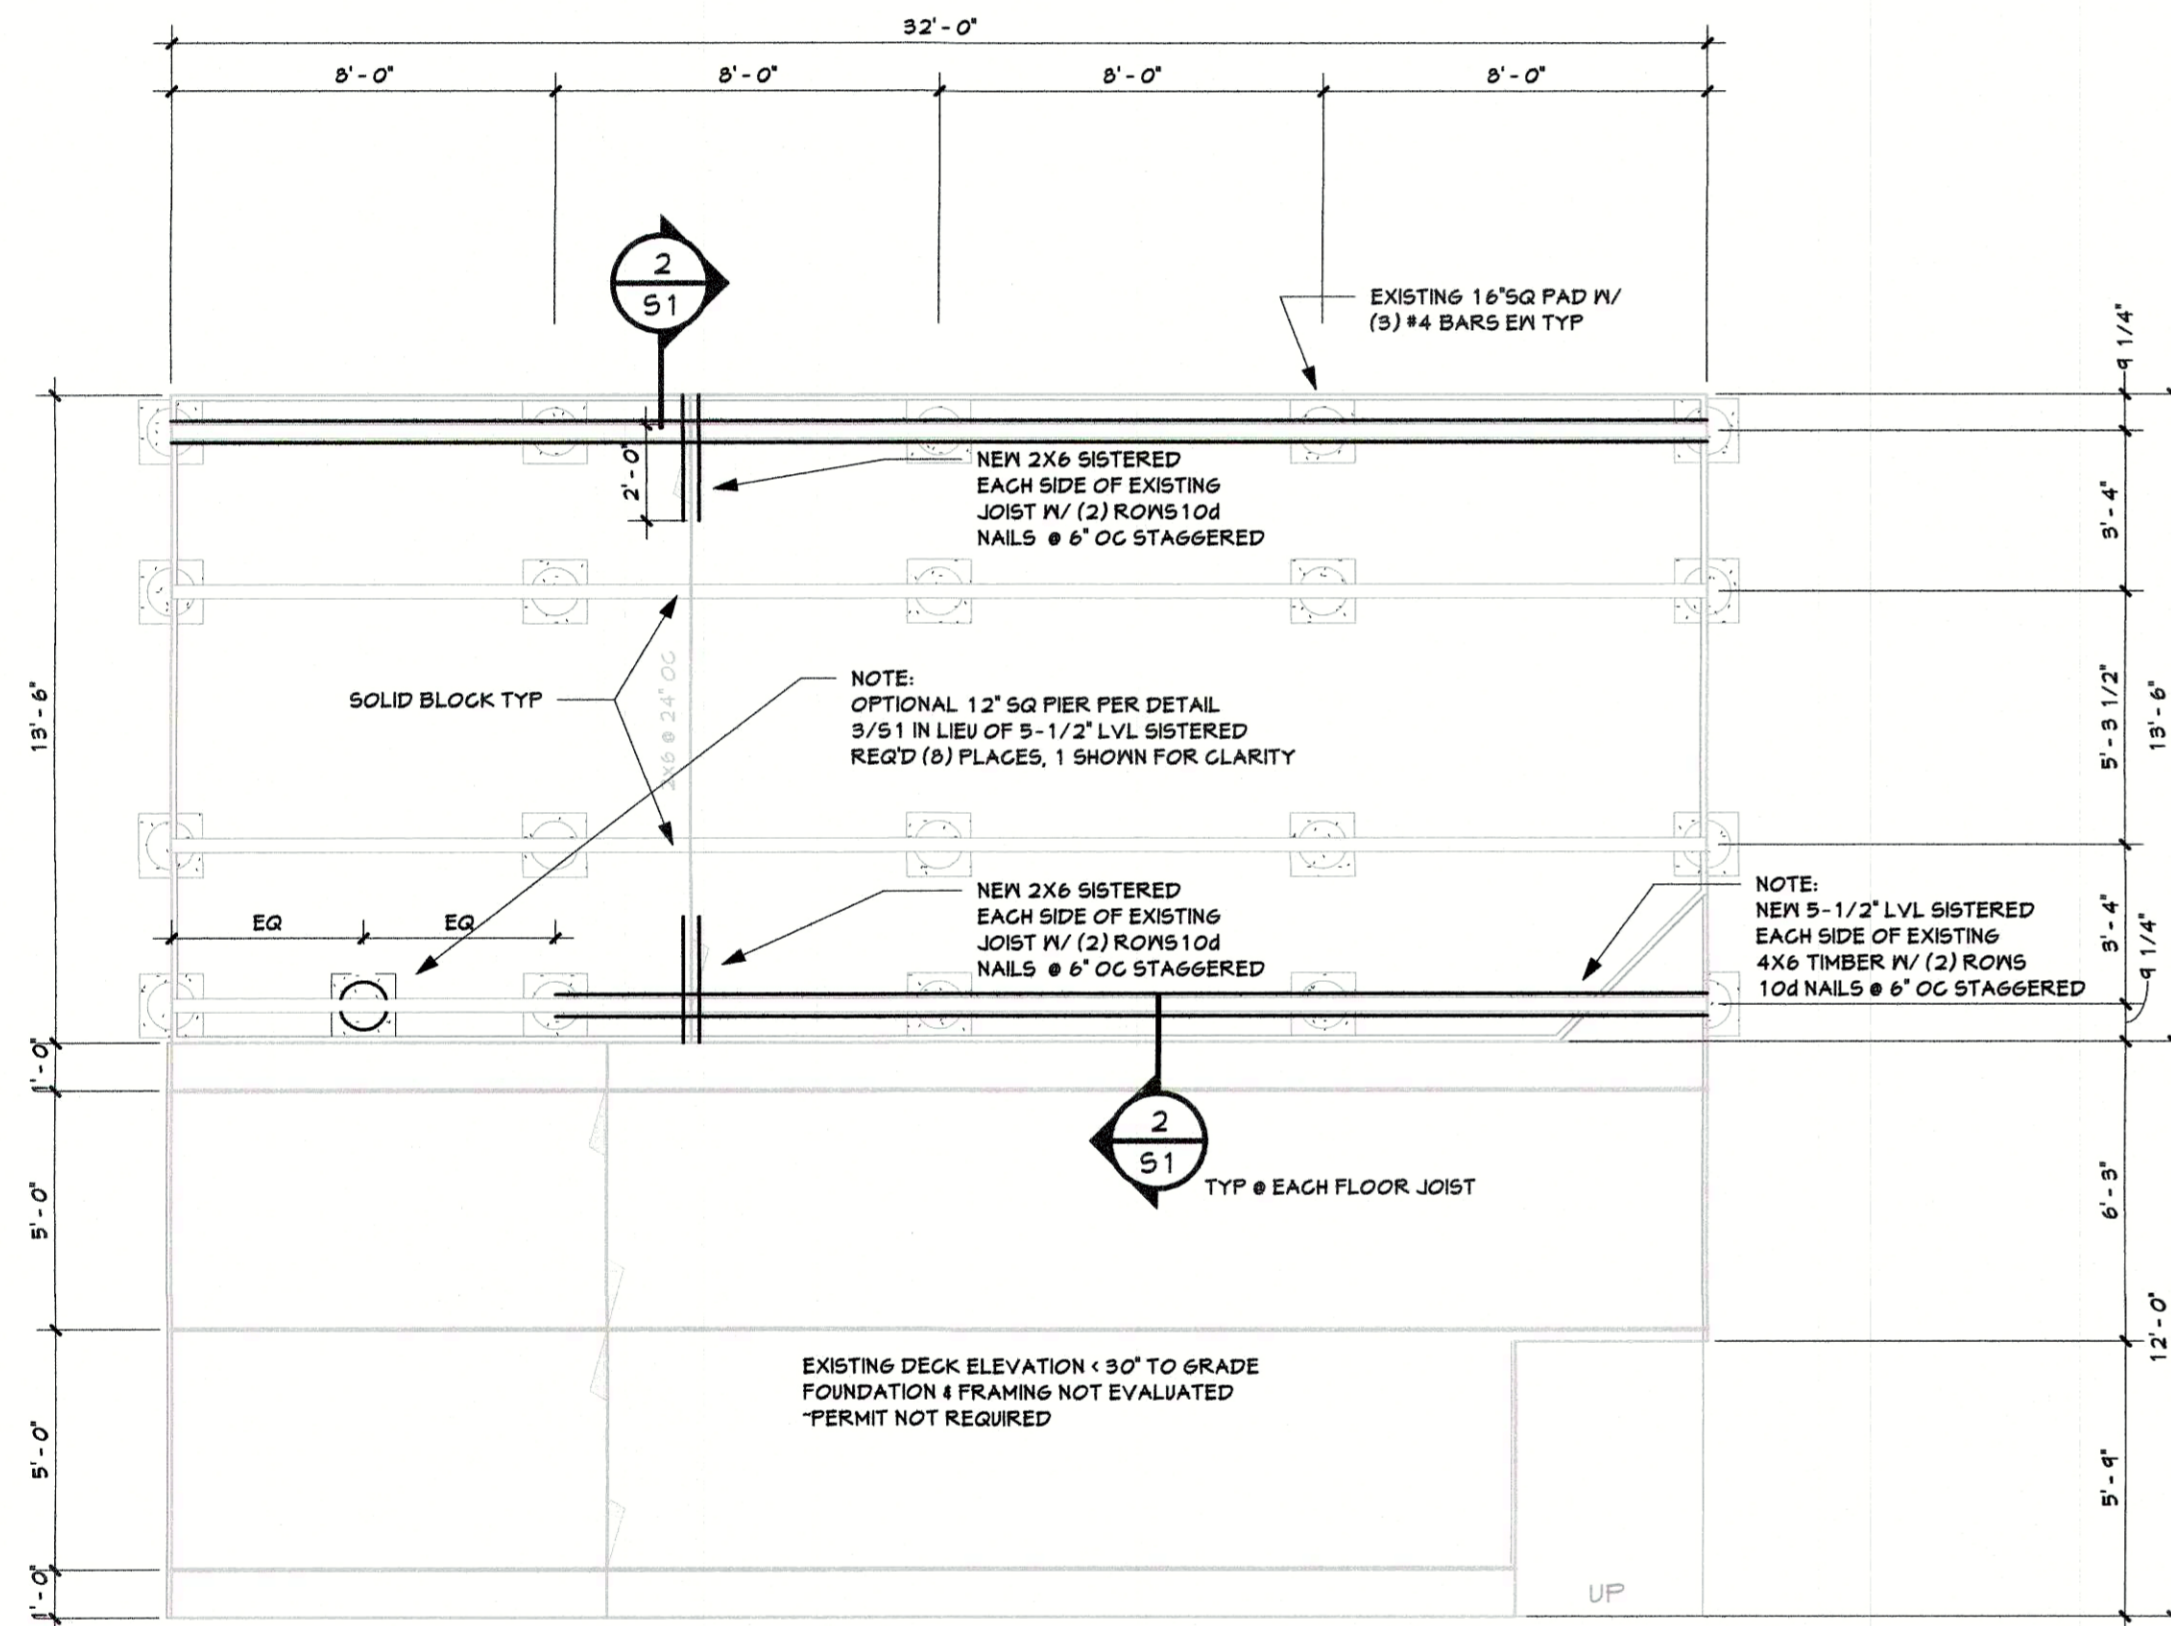 32'-0"
8'-0"
8'-0"
8'-0"
8'-0"
2
S1
EXISTING 16"SQ PAD W/
(3) #4 BARS EW TYP
9 1/4"
NEW 2X6 SISTERED
EACH SIDE OF EXISTING
JOIST W/ (2) ROWS10d
NAILS @ 6" OC STAGGERED
2'-0"
3'-4"
SOLID BLOCK TYP
2X6 @ 24" OC
NOTE:
OPTIONAL 12" SQ PIER PER DETAIL
3/S1 IN LIEU OF 5-1/2" LVL SISTERED
REQ'D (8) PLACES, 1 SHOWN FOR CLARITY
13'-6"
5'-3 1/2"
13'-6"
EQ
EQ
NEW 2X6 SISTERED
EACH SIDE OF EXISTING
JOIST W/ (2) ROWS10d
NAILS @ 6" OC STAGGERED
NOTE:
NEW 5-1/2" LVL SISTERED
EACH SIDE OF EXISTING
4X6 TIMBER W/ (2) ROWS
10d NAILS @ 6" OC STAGGERED
3'-4"
9 1/4"
1'-0"
2
S1
TYP @ EACH FLOOR JOIST
5'-0"
6'-3"
EXISTING DECK ELEVATION < 30" TO GRADE
FOUNDATION & FRAMING NOT EVALUATED
~PERMIT NOT REQUIRED
12'-0"
5'-0"
5'-9"
1'-0"
UP